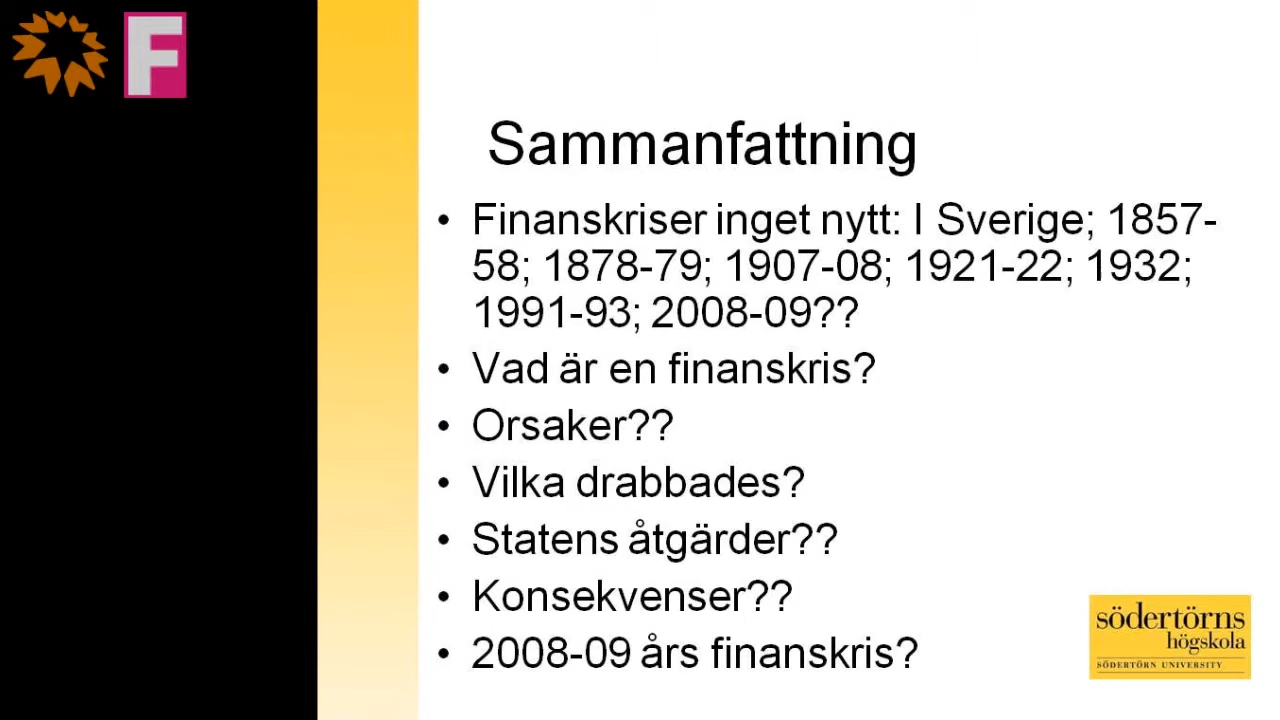 F
Sammanfattning
• Finanskriser inget nytt: I Sverige; 1857-
58; 1878-79; 1907-08; 1921-22; 1932;
1991-93; 2008-09??
• Vad är en finanskris?
• Orsaker??
• Vilka drabbades?
• Statens åtgärder??
• Konsekvenser??
• 2008-09 års finanskris?
södertörns
högskola
SÖDERTÖRN UNIVERSITY